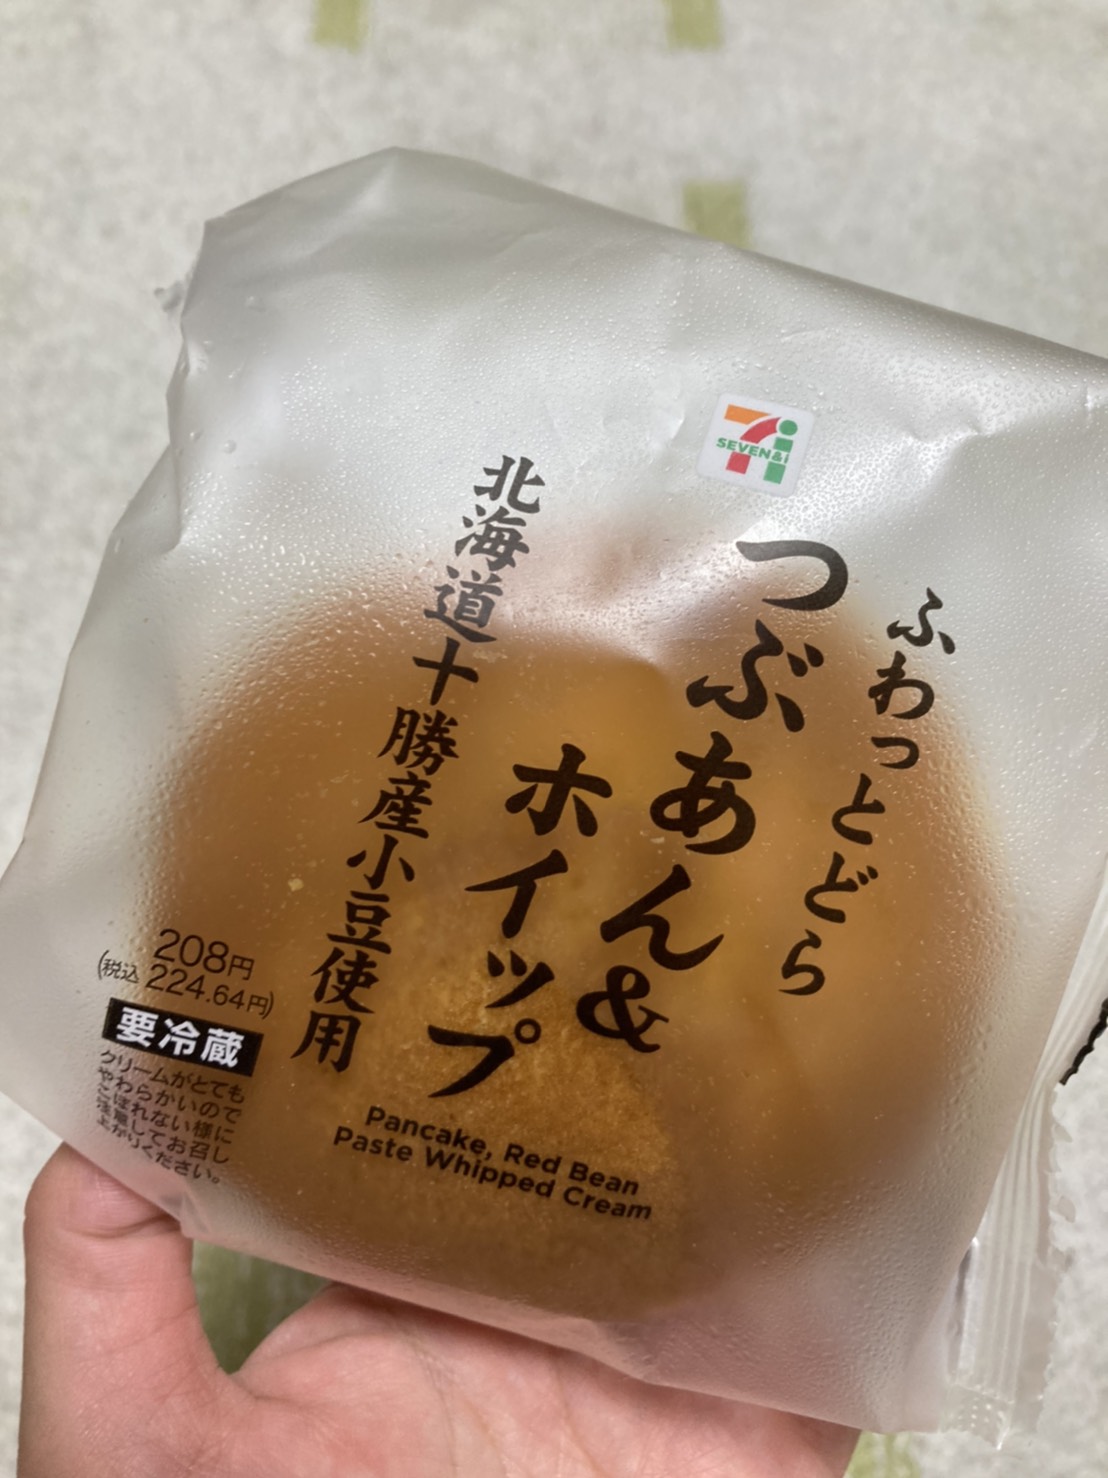 SEVEN&i
ふわっとどら
つぶあん&
ホイップ
北海道十勝産小豆使用
208円
(税込 224.64円)
要冷蔵
クリームがとても
やわらかいので
こぼれない様に
注意してお召し
上がりください。
Pancake, Red Bean
Paste Whipped Cream